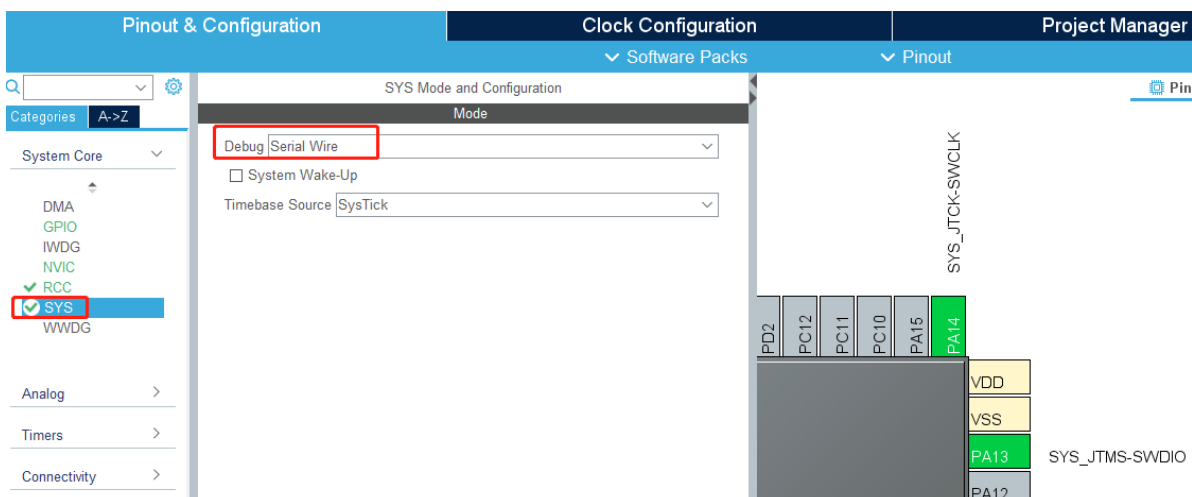 Pinout & Configuration
Clock Configuration
Project Manager
Software Packs
Pinout
Categories
A->Z
System Core
DMA
GPIO
IWDG
NVIC
RCC
SYS
WWDG
Analog
Timers
Connectivity
SYS Mode and Configuration
Mode
Debug Serial Wire
System Wake-Up
Timebase Source SysTick
Pin
SYS_JTCK-SWCLK
PD2
PC12
PC11
PC10
PA15
PA14
VDD
VSS
PA13 SYS_JTMS-SWDIO
PA12